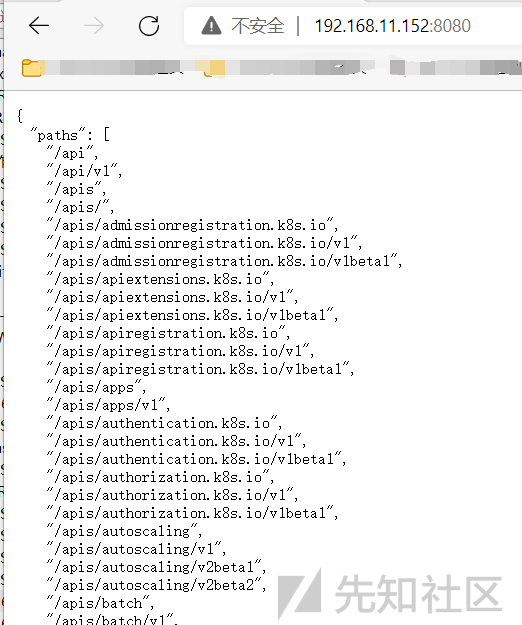 不安全 | 192.168.11.152:8080
{
"paths": [
"/api",
"/api/v1",
"/apis",
"/apis/",
"/apis/admissionregistration.k8s.io",
"/apis/admissionregistration.k8s.io/v1",
"/apis/admissionregistration.k8s.io/v1beta1",
"/apis/apiextensions.k8s.io",
"/apis/apiextensions.k8s.io/v1",
"/apis/apiextensions.k8s.io/v1beta1",
"/apis/apiregistration.k8s.io",
"/apis/apiregistration.k8s.io/v1",
"/apis/apiregistration.k8s.io/v1beta1",
"/apis/apps",
"/apis/apps/v1",
"/apis/authentication.k8s.io",
"/apis/authentication.k8s.io/v1",
"/apis/authentication.k8s.io/v1beta1",
"/apis/authorization.k8s.io",
"/apis/authorization.k8s.io/v1",
"/apis/authorization.k8s.io/v1beta1",
"/apis/autoscaling",
"/apis/autoscaling/v1",
"/apis/autoscaling/v2beta1",
"/apis/autoscaling/v2beta2",
"/apis/batch",
"/apis/batch/v1",
先知社区